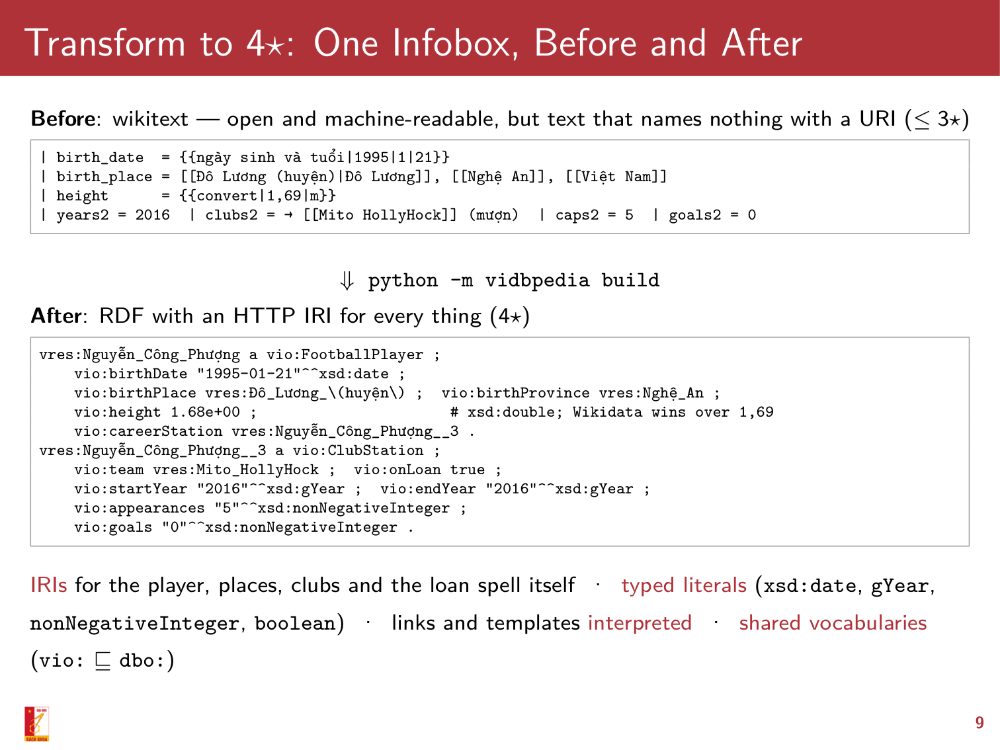 Transform to 4⋆: One Infobox, Before and After
Before: wikitext — open and machine-readable, but text that names nothing with a URI (≤ 3⋆)
| birth_date  = {{ngày sinh và tuổi|1995|1|21}}
| birth_place = [[Đô Lương (huyện)|Đô Lương]], [[Nghệ An]], [[Việt Nam]]
| height      = {{convert|1,69|m}}
| years2 = 2016  | clubs2 = → [[Mito HollyHock]] (mượn)  | caps2 = 5  | goals2 = 0
⇓ python -m vidbpedia build
After: RDF with an HTTP IRI for every thing (4⋆)
vres:Nguyễn_Công_Phượng a vio:FootballPlayer ;
    vio:birthDate "1995-01-21"^^xsd:date ;
    vio:birthPlace vres:Đô_Lương_\(huyện\) ;  vio:birthProvince vres:Nghệ_An ;
    vio:height 1.68e+00 ;                      # xsd:double; Wikidata wins over 1,69
    vio:careerStation vres:Nguyễn_Công_Phượng__3 .
vres:Nguyễn_Công_Phượng__3 a vio:ClubStation ;
    vio:team vres:Mito_HollyHock ;  vio:onLoan true ;
    vio:startYear "2016"^^xsd:gYear ;  vio:endYear "2016"^^xsd:gYear ;
    vio:appearances "5"^^xsd:nonNegativeInteger ;
    vio:goals "0"^^xsd:nonNegativeInteger .
IRIs for the player, places, clubs and the loan spell itself · typed literals (xsd:date, gYear,
nonNegativeInteger, boolean) · links and templates interpreted · shared vocabularies
(vio: ⊑ dbo:)
ĐẠI HỌC
BÁCH KHOA
9